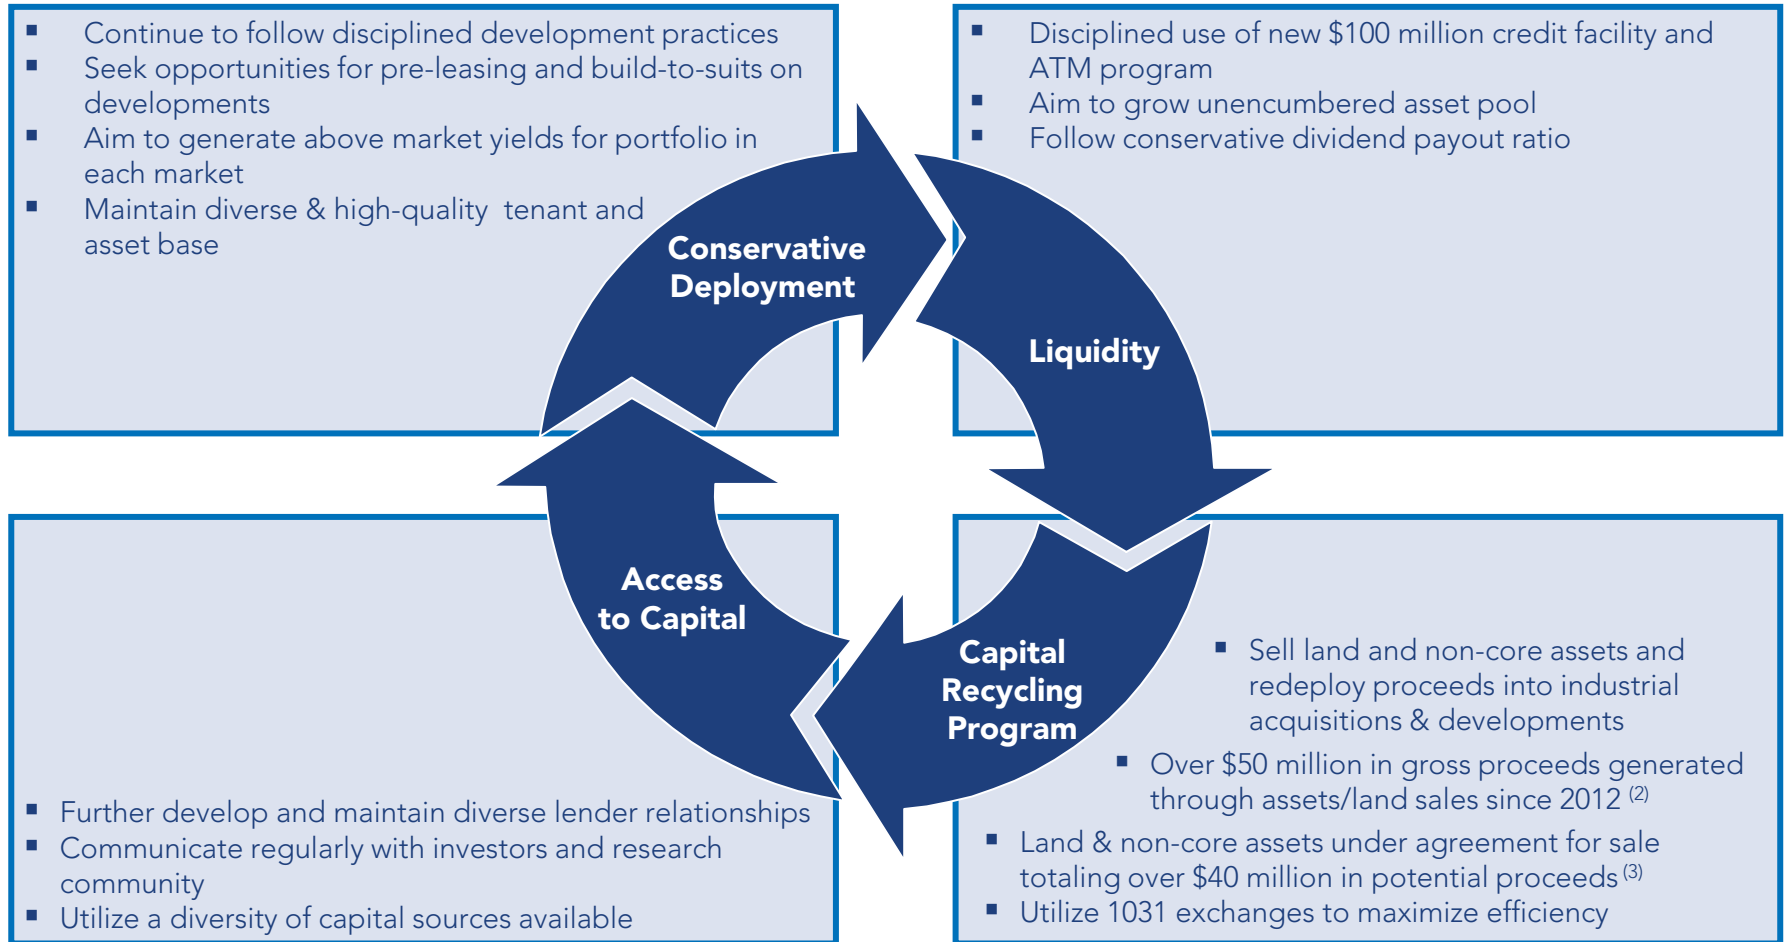 ▪ Continue to follow disciplined development practices
▪ Seek opportunities for pre-leasing and build-to-suits on
developments
▪ Aim to generate above market yields for portfolio in
each market
▪ Maintain diverse & high-quality tenant and
asset base
▪ Disciplined use of new $100 million credit facility and
ATM program
▪ Aim to grow unencumbered asset pool
▪ Follow conservative dividend payout ratio
Conservative
Deployment
Liquidity
Access
to Capital
Capital
Recycling
Program
▪ Further develop and maintain diverse lender relationships
▪ Communicate regularly with investors and research
community
▪ Utilize a diversity of capital sources available
▪ Sell land and non-core assets and
redeploy proceeds into industrial
acquisitions & developments
▪ Over $50 million in gross proceeds generated
through assets/land sales since 2012 (2)
▪ Land & non-core assets under agreement for sale
totaling over $40 million in potential proceeds (3)
▪ Utilize 1031 exchanges to maximize efficiency